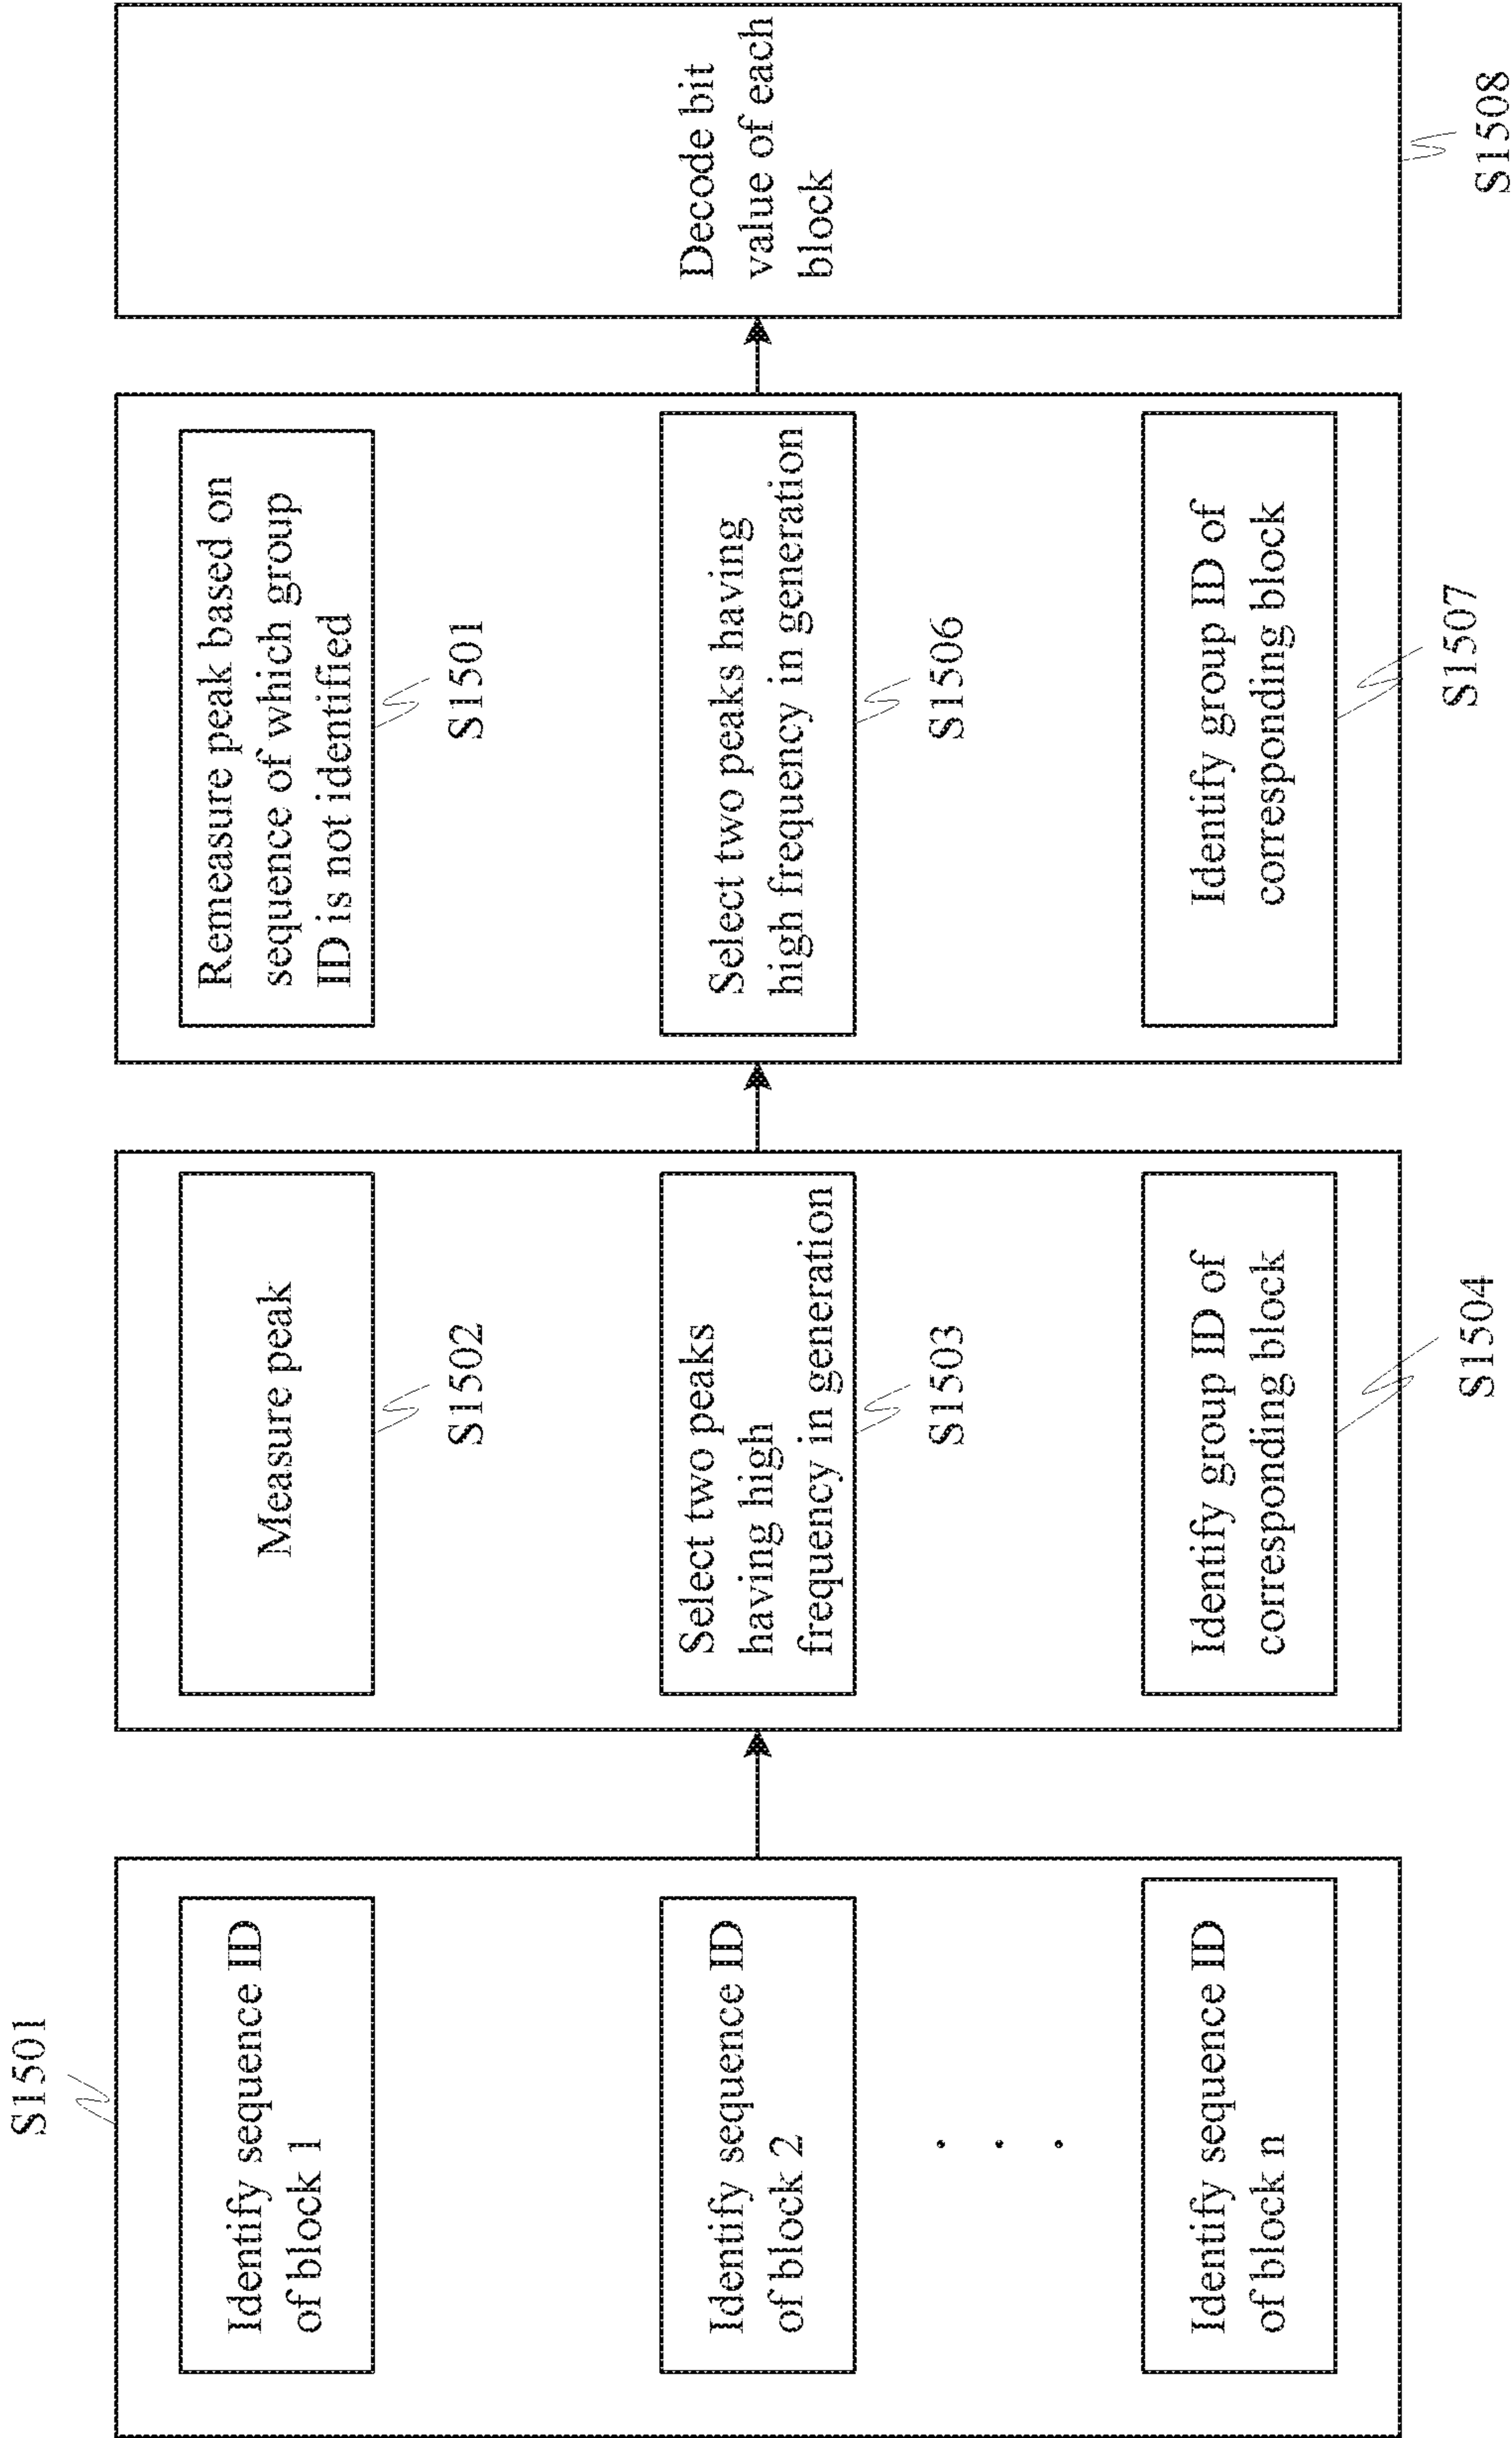 S1501
Identify sequence ID
of block 1
Identify sequence ID
of block 2
. . .
Identify sequence ID
of block n
Measure peak
S1502
Select two peaks
having high
frequency in generation
S1503
Identify group ID of
corresponding block
S1504
Remeasure peak based on
sequence of which group
ID is not identified
S1501
Select two peaks having
high frequency in generation
S1506
Identify group ID of
corresponding block
S1507
Decode bit
value of each
block
S1508